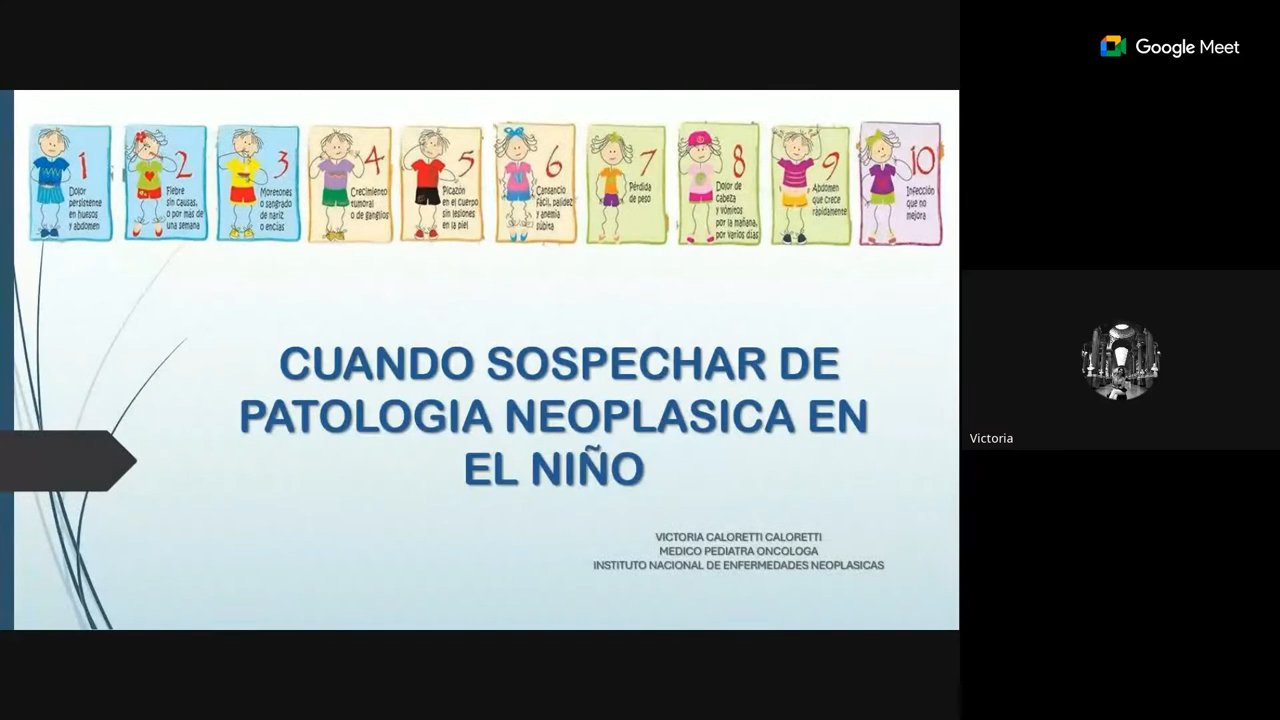 Google Meet
1
Dolor
persistente
en huesos
y abdomen
2
Fiebre
sin causas,
o por más de
una semana
3
Moretones
o sangrado
de nariz
o encías
4
Crecimiento
tumoral
o de ganglios
5
Picazón
en el cuerpo
sin lesiones
en la piel
6
Cansancio
fácil, palidez
y anemia
súbita
7
Pérdida
de peso
8
Dolor de
cabeza
y vómitos
por la mañana,
por varios días
9
Abdomen
que crece
rápidamente
10
Infección
que no
mejora
CUANDO SOSPECHAR DE
PATOLOGIA NEOPLASICA EN
EL NIÑO
VICTORIA CALORETTI CALORETTI
MEDICO PEDIATRA ONCOLOGA
INSTITUTO NACIONAL DE ENFERMEDADES NEOPLASICAS
Victoria